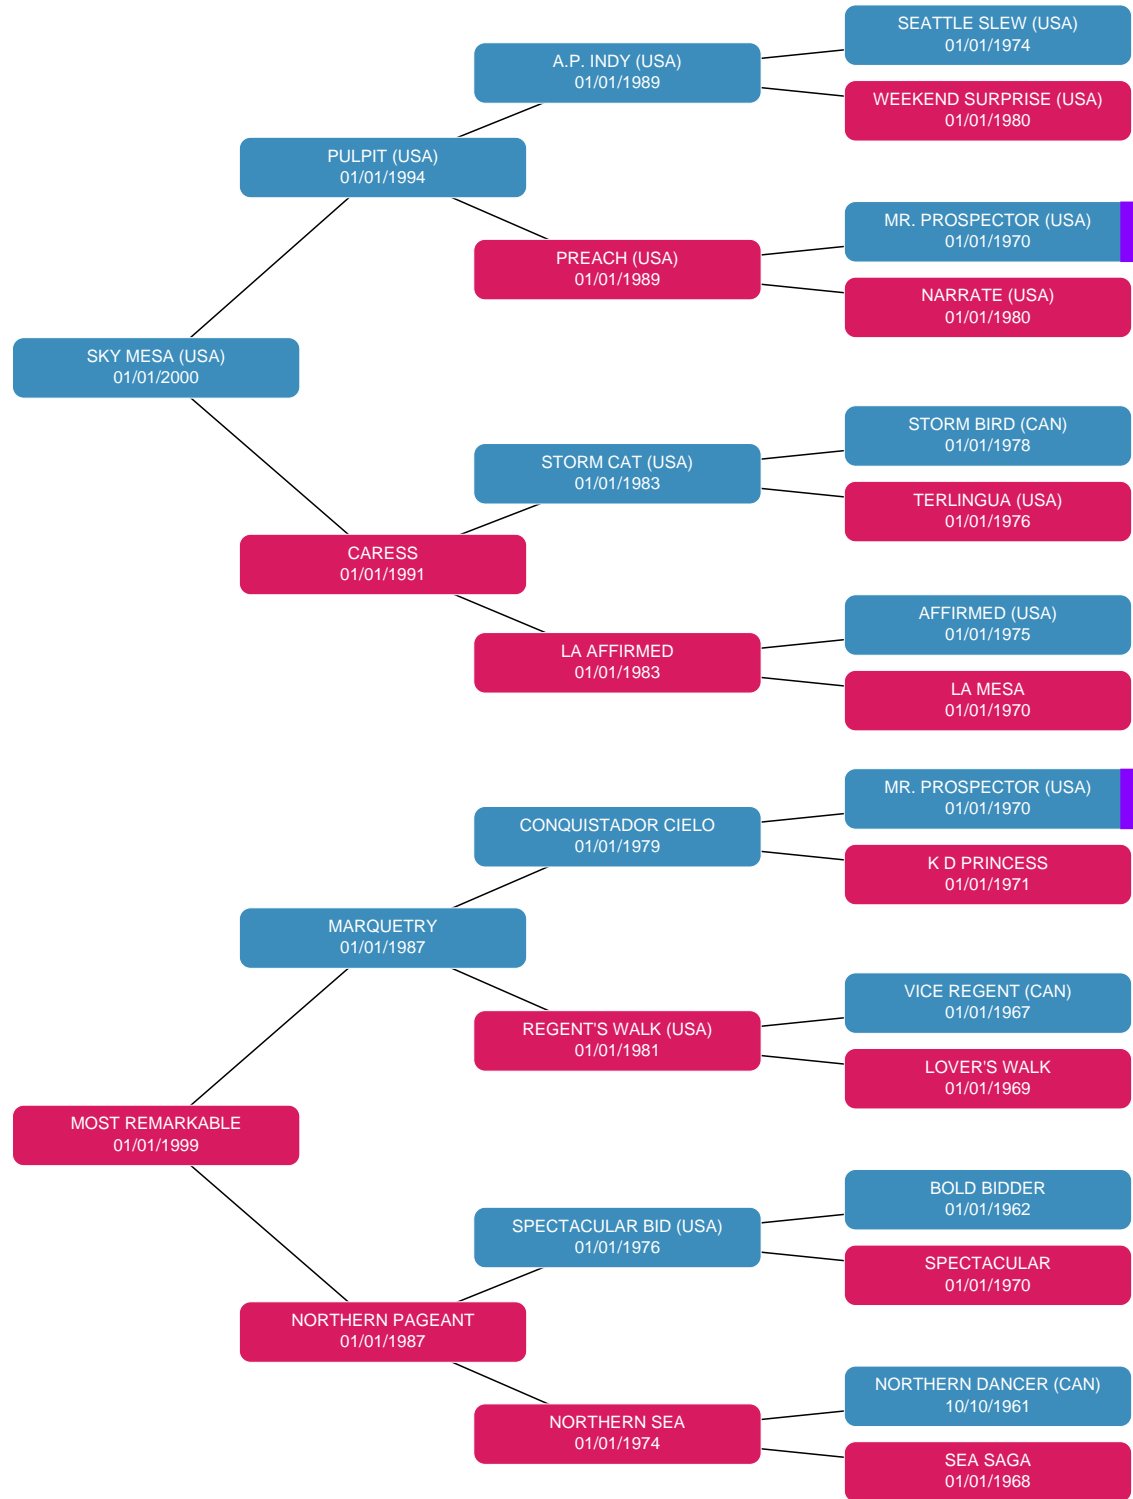 SEATTLE SLEW (USA)
01/01/1974
A.P. INDY (USA)
01/01/1989
WEEKEND SURPRISE (USA)
01/01/1980
PULPIT (USA)
01/01/1994
MR. PROSPECTOR (USA)
01/01/1970
PREACH (USA)
01/01/1989
NARRATE (USA)
01/01/1980
SKY MESA (USA)
01/01/2000
STORM BIRD (CAN)
01/01/1978
STORM CAT (USA)
01/01/1983
TERLINGUA (USA)
01/01/1976
CARESS
01/01/1991
AFFIRMED (USA)
01/01/1975
LA AFFIRMED
01/01/1983
LA MESA
01/01/1970
MR. PROSPECTOR (USA)
01/01/1970
CONQUISTADOR CIELO
01/01/1979
K D PRINCESS
01/01/1971
MARQUETRY
01/01/1987
VICE REGENT (CAN)
01/01/1967
REGENT'S WALK (USA)
01/01/1981
LOVER'S WALK
01/01/1969
MOST REMARKABLE
01/01/1999
BOLD BIDDER
01/01/1962
SPECTACULAR BID (USA)
01/01/1976
SPECTACULAR
01/01/1970
NORTHERN PAGEANT
01/01/1987
NORTHERN DANCER (CAN)
10/10/1961
NORTHERN SEA
01/01/1974
SEA SAGA
01/01/1968